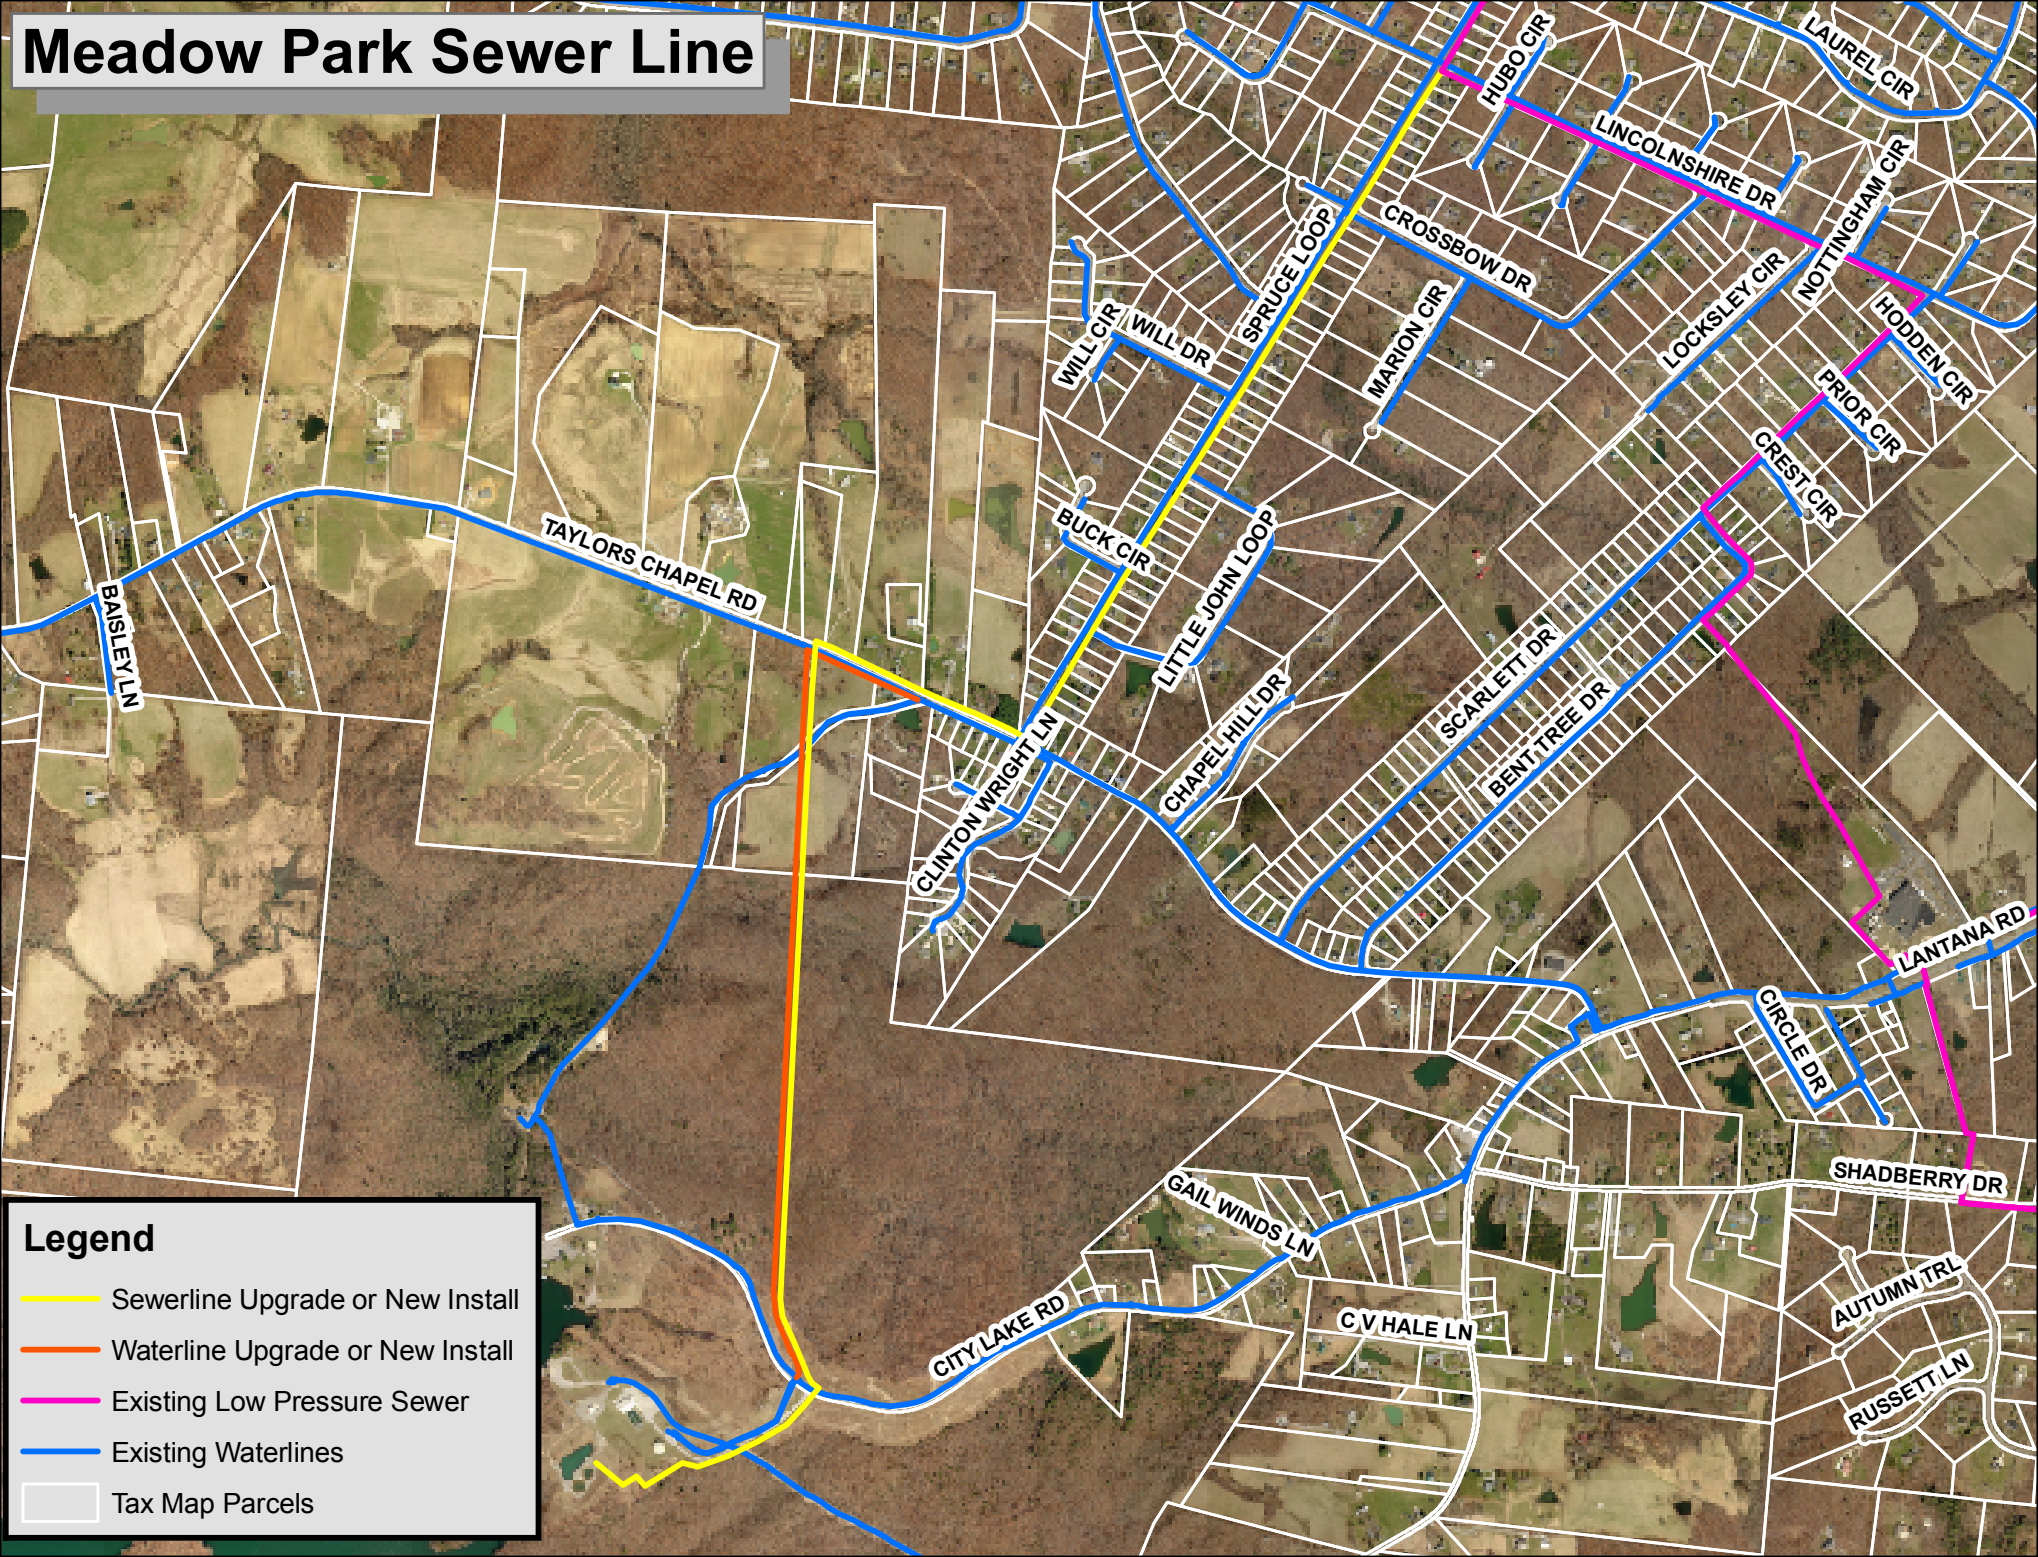 Meadow Park Sewer Line
HUBO CIR
LAUREL CIR
LINCOLNSHIRE DR
NOTTINGHAM CIR
CROSSBOW DR
SPRUCE LOOP
LOCKSLEY CIR
MARION CIR
HODDEN CIR
WILL CIR
WILL DR
PRIOR CIR
CREST CIR
TAYLORS CHAPEL RD
BUCK CIR
LITTLE JOHN LOOP
BAISLEY LN
SCARLETT DR
BENT TREE DR
CHAPEL HILL DR
CLINTON WRIGHT LN
LANTANA RD
CIRCLE DR
SHADBERRY DR
GAIL WINDS LN
AUTUMN TRL
C V HALE LN
CITY LAKE RD
RUSSETT LN
Legend
Sewerline Upgrade or New Install
Waterline Upgrade or New Install
Existing Low Pressure Sewer
Existing Waterlines
Tax Map Parcels